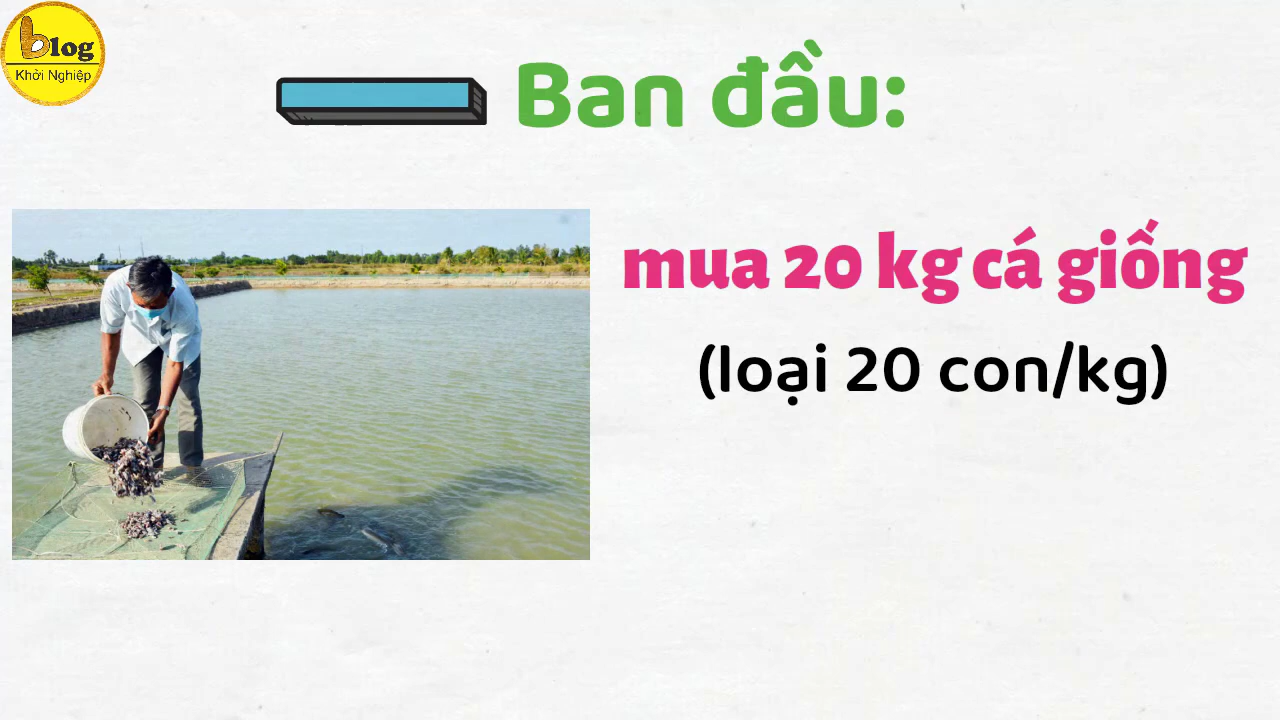 blog
Khởi Nghiệp
Ban đầu:
mua 20 kg cá giống
(loại 20 con/kg)